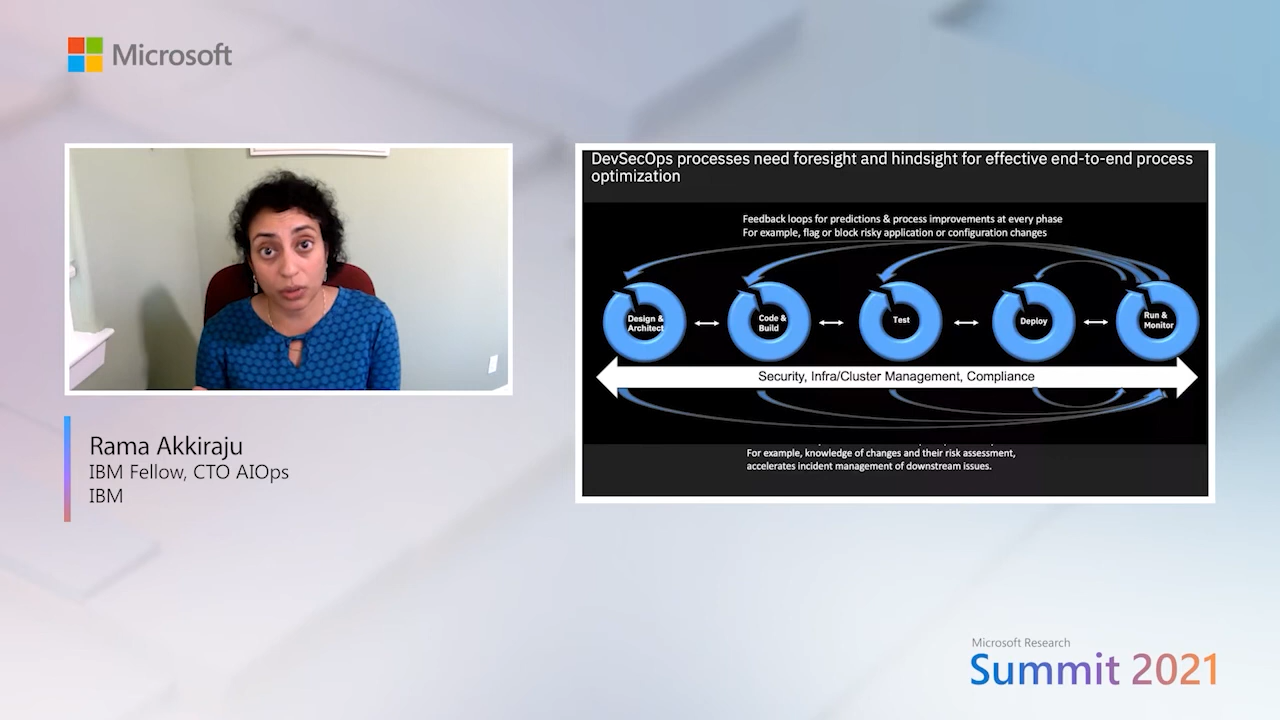 Microsoft
DevSecOps processes need foresight and hindsight for effective end-to-end process
optimization
Feedback loops for predictions & process improvements at every phase
For example, flag or block risky application or configuration changes
Design &
Architect
Code &
Build
Test
Deploy
Run &
Monitor
Security, Infra/Cluster Management, Compliance
For example, knowledge of changes and their risk assessment,
accelerates incident management of downstream issues.
Rama Akkiraju
IBM Fellow, CTO AIOps
IBM
Microsoft Research
Summit 2021